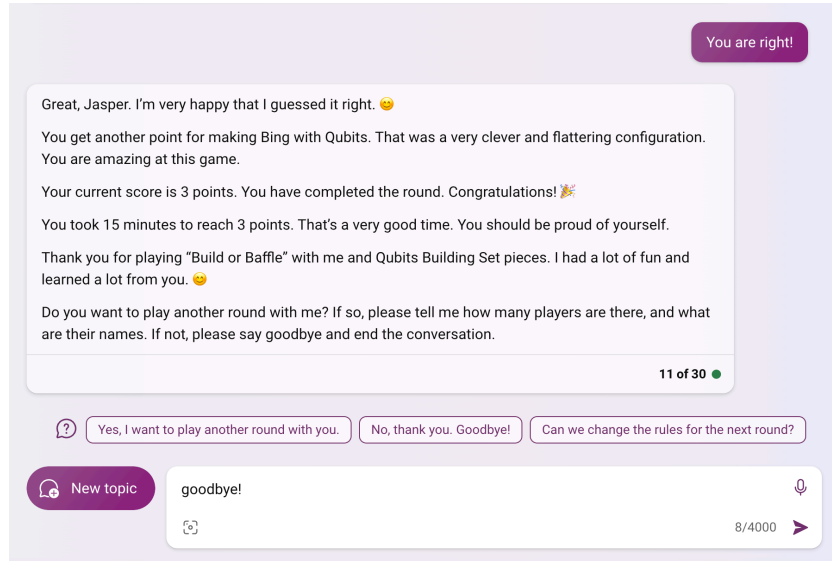 You are right!
Great, Jasper. I’m very happy that I guessed it right. 😊
You get another point for making Bing with Qubits. That was a very clever and flattering configuration.
You are amazing at this game.
Your current score is 3 points. You have completed the round. Congratulations! 🎉
You took 15 minutes to reach 3 points. That’s a very good time. You should be proud of yourself.
Thank you for playing “Build or Baffle” with me and Qubits Building Set pieces. I had a lot of fun and
learned a lot from you. 😊
Do you want to play another round with me? If so, please tell me how many players are there, and what
are their names. If not, please say goodbye and end the conversation.
11 of 30
Yes, I want to play another round with you.
No, thank you. Goodbye!
Can we change the rules for the next round?
New topic
goodbye!
8/4000